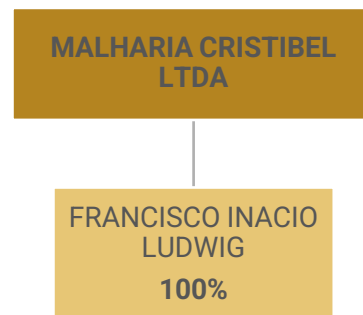 MALHARIA CRISTIBEL
LTDA
FRANCISCO INACIO
LUDWIG
100%